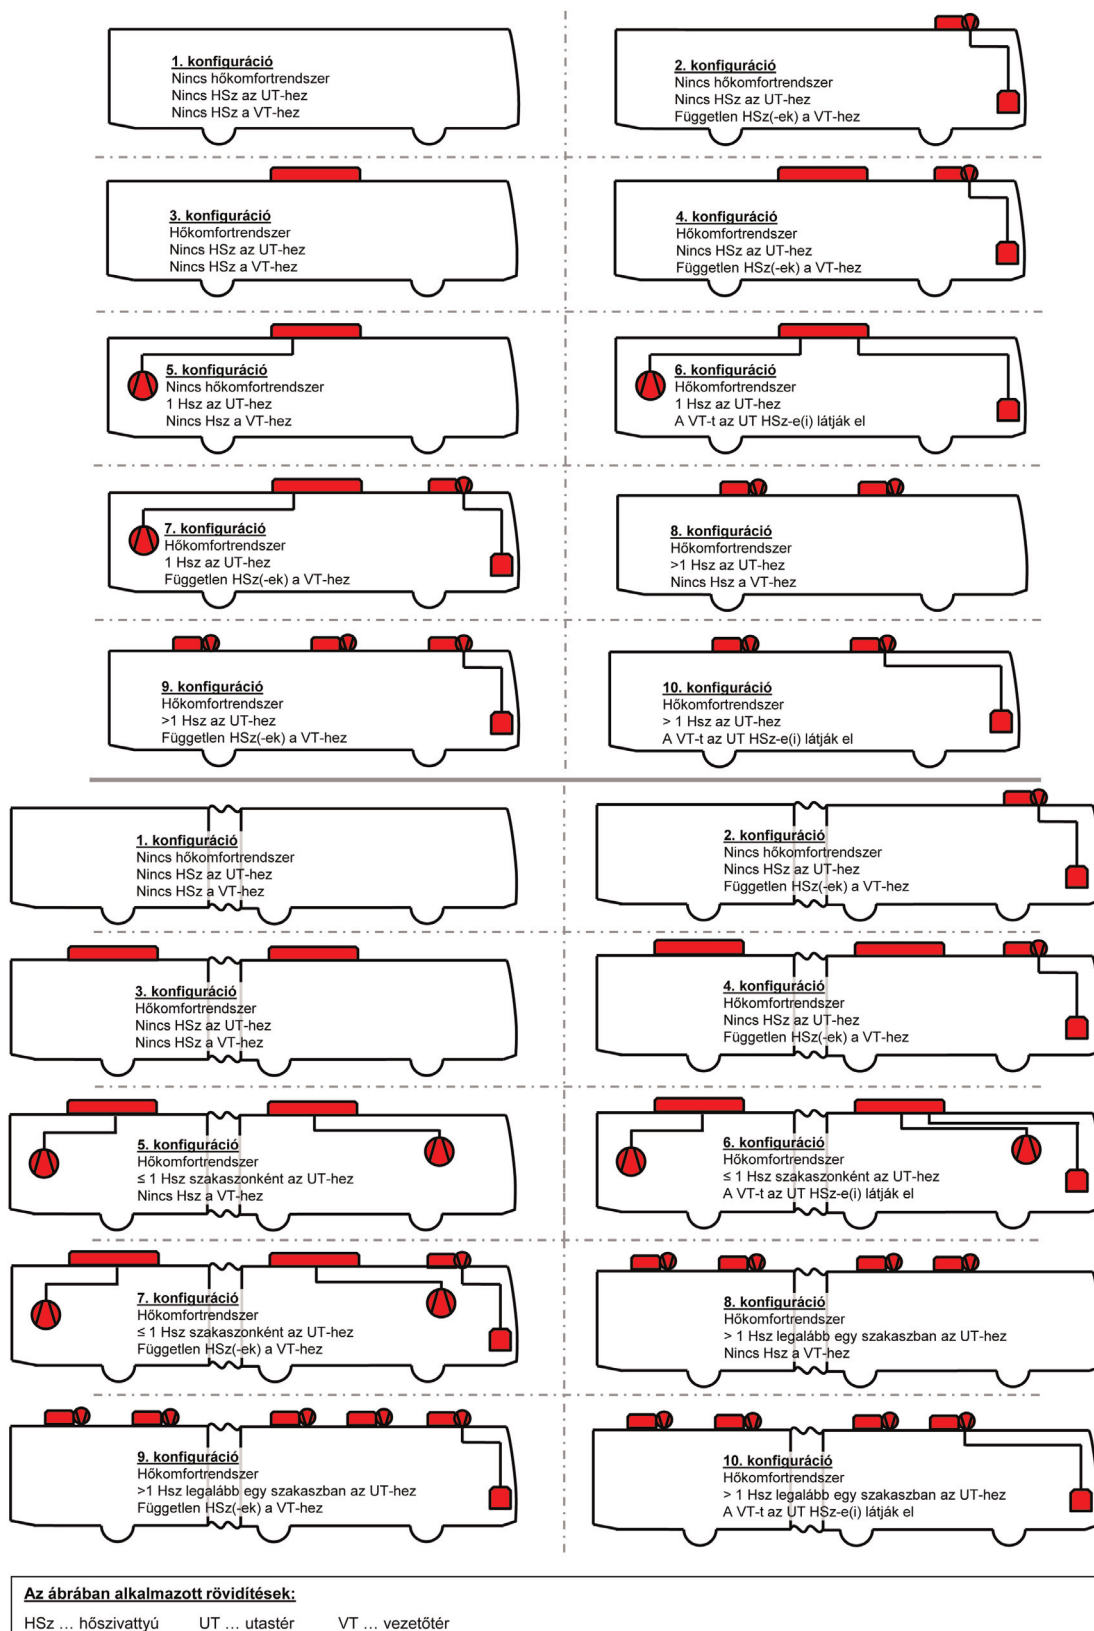 1. konfiguráció
Nincs hőkomfortrendszer
Nincs HSz az UT-hez
Nincs HSz a VT-hez
2. konfiguráció
Nincs hőkomfortrendszer
Nincs HSz az UT-hez
Független HSz(-ek) a VT-hez
3. konfiguráció
Hőkomfortrendszer
Nincs HSz az UT-hez
Nincs HSz a VT-hez
4. konfiguráció
Hőkomfortrendszer
Nincs HSz az UT-hez
Független HSz(-ek) a VT-hez
5. konfiguráció
Nincs hőkomfortrendszer
1 Hsz az UT-hez
Nincs Hsz a VT-hez
6. konfiguráció
Hőkomfortrendszer
1 Hsz az UT-hez
A VT-t az UT HSz-e(i) látják el
7. konfiguráció
Hőkomfortrendszer
1 Hsz az UT-hez
Független HSz(-ek) a VT-hez
8. konfiguráció
Hőkomfortrendszer
>1 Hsz az UT-hez
Nincs Hsz a VT-hez
9. konfiguráció
Hőkomfortrendszer
>1 Hsz az UT-hez
Független HSz(-ek) a VT-hez
10. konfiguráció
Hőkomfortrendszer
> 1 Hsz az UT-hez
A VT-t az UT HSz-e(i) látják el
1. konfiguráció
Nincs hőkomfortrendszer
Nincs HSz az UT-hez
Nincs HSz a VT-hez
2. konfiguráció
Nincs hőkomfortrendszer
Nincs HSz az UT-hez
Független HSz(-ek) a VT-hez
3. konfiguráció
Hőkomfortrendszer
Nincs HSz az UT-hez
Nincs HSz a VT-hez
4. konfiguráció
Hőkomfortrendszer
Nincs HSz az UT-hez
Független HSz(-ek) a VT-hez
5. konfiguráció
Hőkomfortrendszer
≤ 1 Hsz szakaszonként az UT-hez
Nincs Hsz a VT-hez
6. konfiguráció
Hőkomfortrendszer
≤ 1 Hsz szakaszonként az UT-hez
A VT-t az UT HSz-e(i) látják el
7. konfiguráció
Hőkomfortrendszer
≤ 1 Hsz szakaszonként az UT-hez
Független HSz(-ek) a VT-hez
8. konfiguráció
Hőkomfortrendszer
> 1 Hsz legalább egy szakaszban az UT-hez
Nincs Hsz a VT-hez
9. konfiguráció
Hőkomfortrendszer
>1 Hsz legalább egy szakaszban az UT-hez
Független HSz(-ek) a VT-hez
10. konfiguráció
Hőkomfortrendszer
> 1 Hsz legalább egy szakaszban az UT-hez
A VT-t az UT HSz-e(i) látják el
Az ábrában alkalmazott rövidítések:
HSz … hőszivattyú UT … utastér VT … vezetőtér